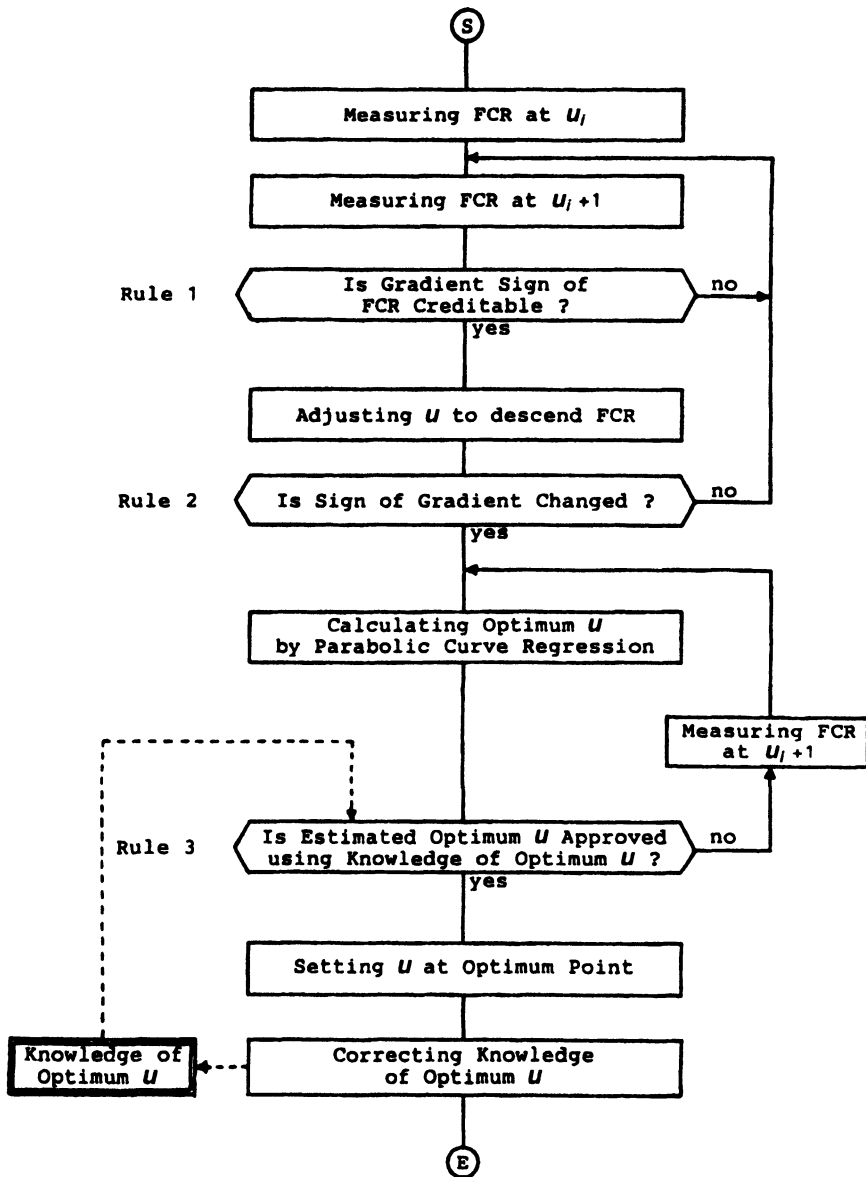 S
Measuring FCR at uᵢ
Measuring FCR at uᵢ+1
Rule 1
Is Gradient Sign of
FCR Creditable ?
no
yes
Adjusting u to descend FCR
Rule 2
Is Sign of Gradient Changed ?
no
yes
Calculating Optimum u
by Parabolic Curve Regression
Measuring FCR
at uᵢ+1
Rule 3
Is Estimated Optimum u Approved
using Knowledge of Optimum u ?
no
yes
Setting u at Optimum Point
Knowledge of
Optimum u
Correcting Knowledge
of Optimum u
E